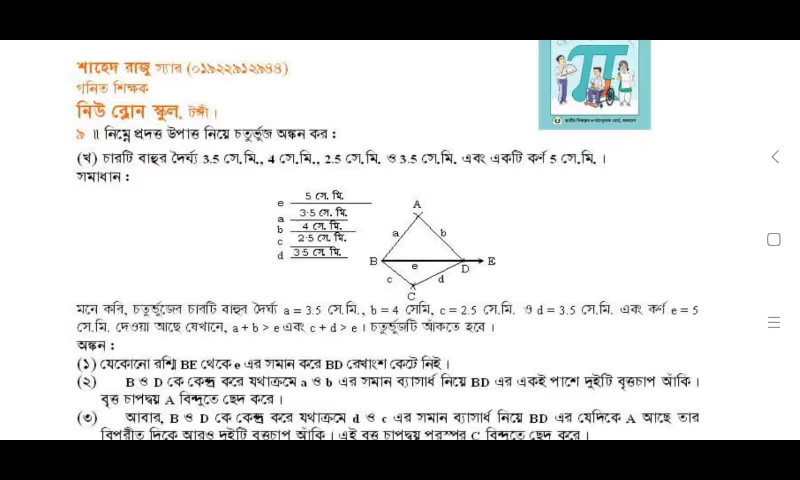 শাহেদ রাজু স্যার (০১৯২২৯১২৯৪৪)
গনিত শিক্ষক
নিউ ব্লোন স্কুল, টঙ্গী।
৯ ॥ নিম্নে প্রদত্ত উপাত্ত নিয়ে চতুর্ভুজ অঙ্কন কর :
(খ) চারটি বাহুর দৈর্ঘ্য 3.5 সে.মি., 4 সে.মি., 2.5 সে.মি. ও 3.5 সে.মি. এবং একটি কর্ণ 5 সে.মি. ।
সমাধান :
e 5 সে. মি.
a 3·5 সে. মি.
b 4 সে. মি.
c 2·5 সে. মি.
d 3·5 সে. মি.
A
a b
B e D E
c d
C
মনে করি, চতুর্ভুজের চারটি বাহুর দৈর্ঘ্য a = 3.5 সে.মি., b = 4 সেমি, c = 2.5 সে.মি. ও d = 3.5 সে.মি. এবং কর্ণ e = 5
সে.মি. দেওয়া আছে যেখানে, a + b > e এবং c + d > e । চতুর্ভুজটি আঁকতে হবে ।
অঙ্কন :
(১) যেকোনো রশ্মি BE থেকে e এর সমান করে BD রেখাংশ কেটে নিই ।
(২) B ও D কে কেন্দ্র করে যথাক্রমে a ও b এর সমান ব্যাসার্ধ নিয়ে BD এর একই পাশে দুইটি বৃত্তচাপ আঁকি ।
বৃত্ত চাপদ্বয় A বিন্দুতে ছেদ করে ।
(৩) আবার, B ও D কে কেন্দ্র করে যথাক্রমে d ও c এর সমান ব্যাসার্ধ নিয়ে BD এর যেদিকে A আছে তার
বিপরীত দিকে আরও দুইটি বৃত্তচাপ আঁকি । এই বৃত্ত চাপদ্বয় পরস্পর C বিন্দুতে ছেদ করে ।